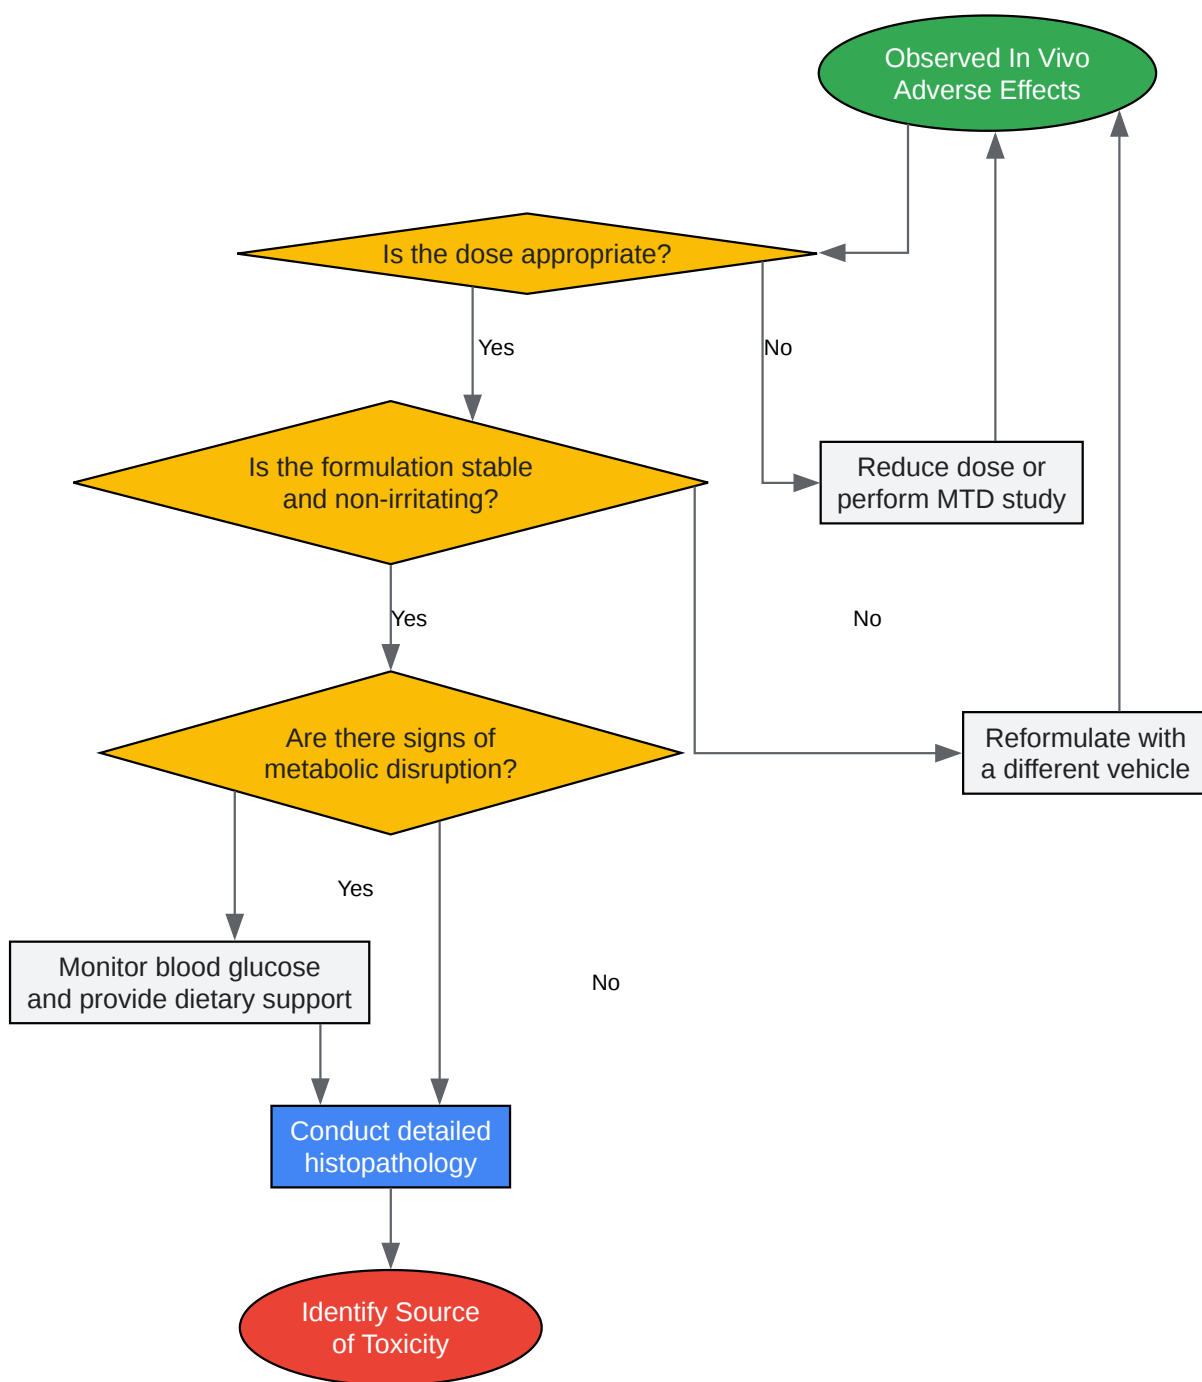 Observed In Vivo
Adverse Effects
Is the dose appropriate?
Yes
No
Is the formulation stable
and non-irritating?
Reduce dose or
perform MTD study
Yes
No
Are there signs of
metabolic disruption?
Reformulate with
a different vehicle
Yes
No
Monitor blood glucose
and provide dietary support
Conduct detailed
histopathology
Identify Source
of Toxicity